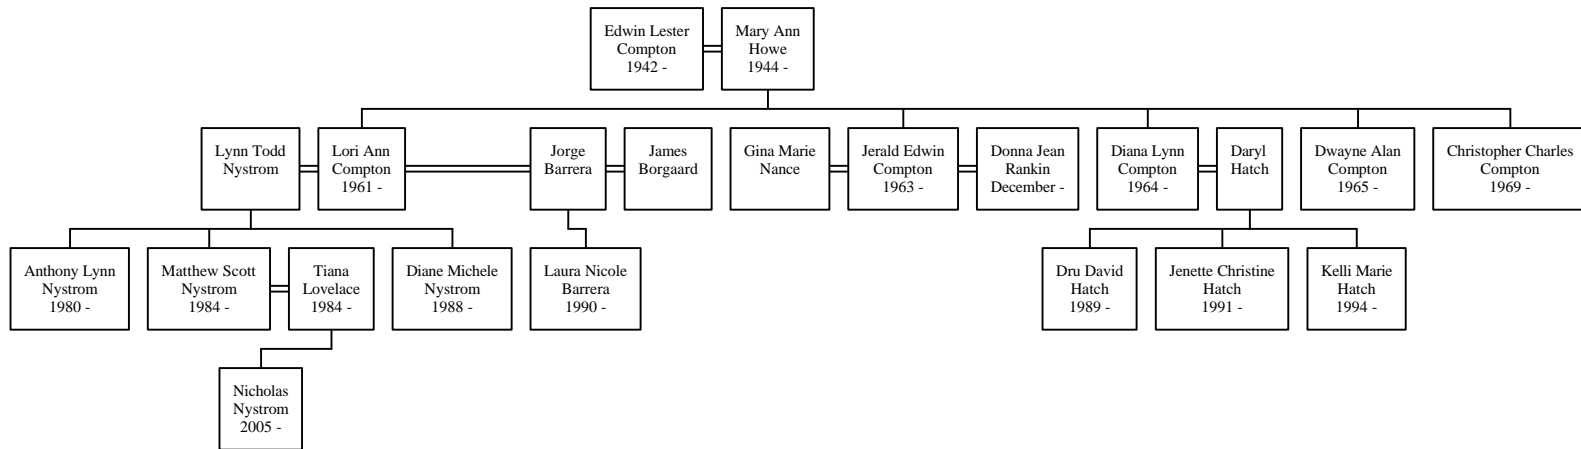 Edwin Lester
Compton
1942 -
Mary Ann
Howe
1944 -
Lynn Todd
Nystrom
Lori Ann
Compton
1961 -
Jorge
Barrera
James
Borgaard
Gina Marie
Nance
Jerald Edwin
Compton
1963 -
Donna Jean
Rankin
December -
Diana Lynn
Compton
1964 -
Daryl
Hatch
Dwayne Alan
Compton
1965 -
Christopher Charles
Compton
1969 -
Anthony Lynn
Nystrom
1980 -
Matthew Scott
Nystrom
1984 -
Tiana
Lovelace
1984 -
Diane Michele
Nystrom
1988 -
Laura Nicole
Barrera
1990 -
Dru David
Hatch
1989 -
Jenette Christine
Hatch
1991 -
Kelli Marie
Hatch
1994 -
Nicholas
Nystrom
2005 -